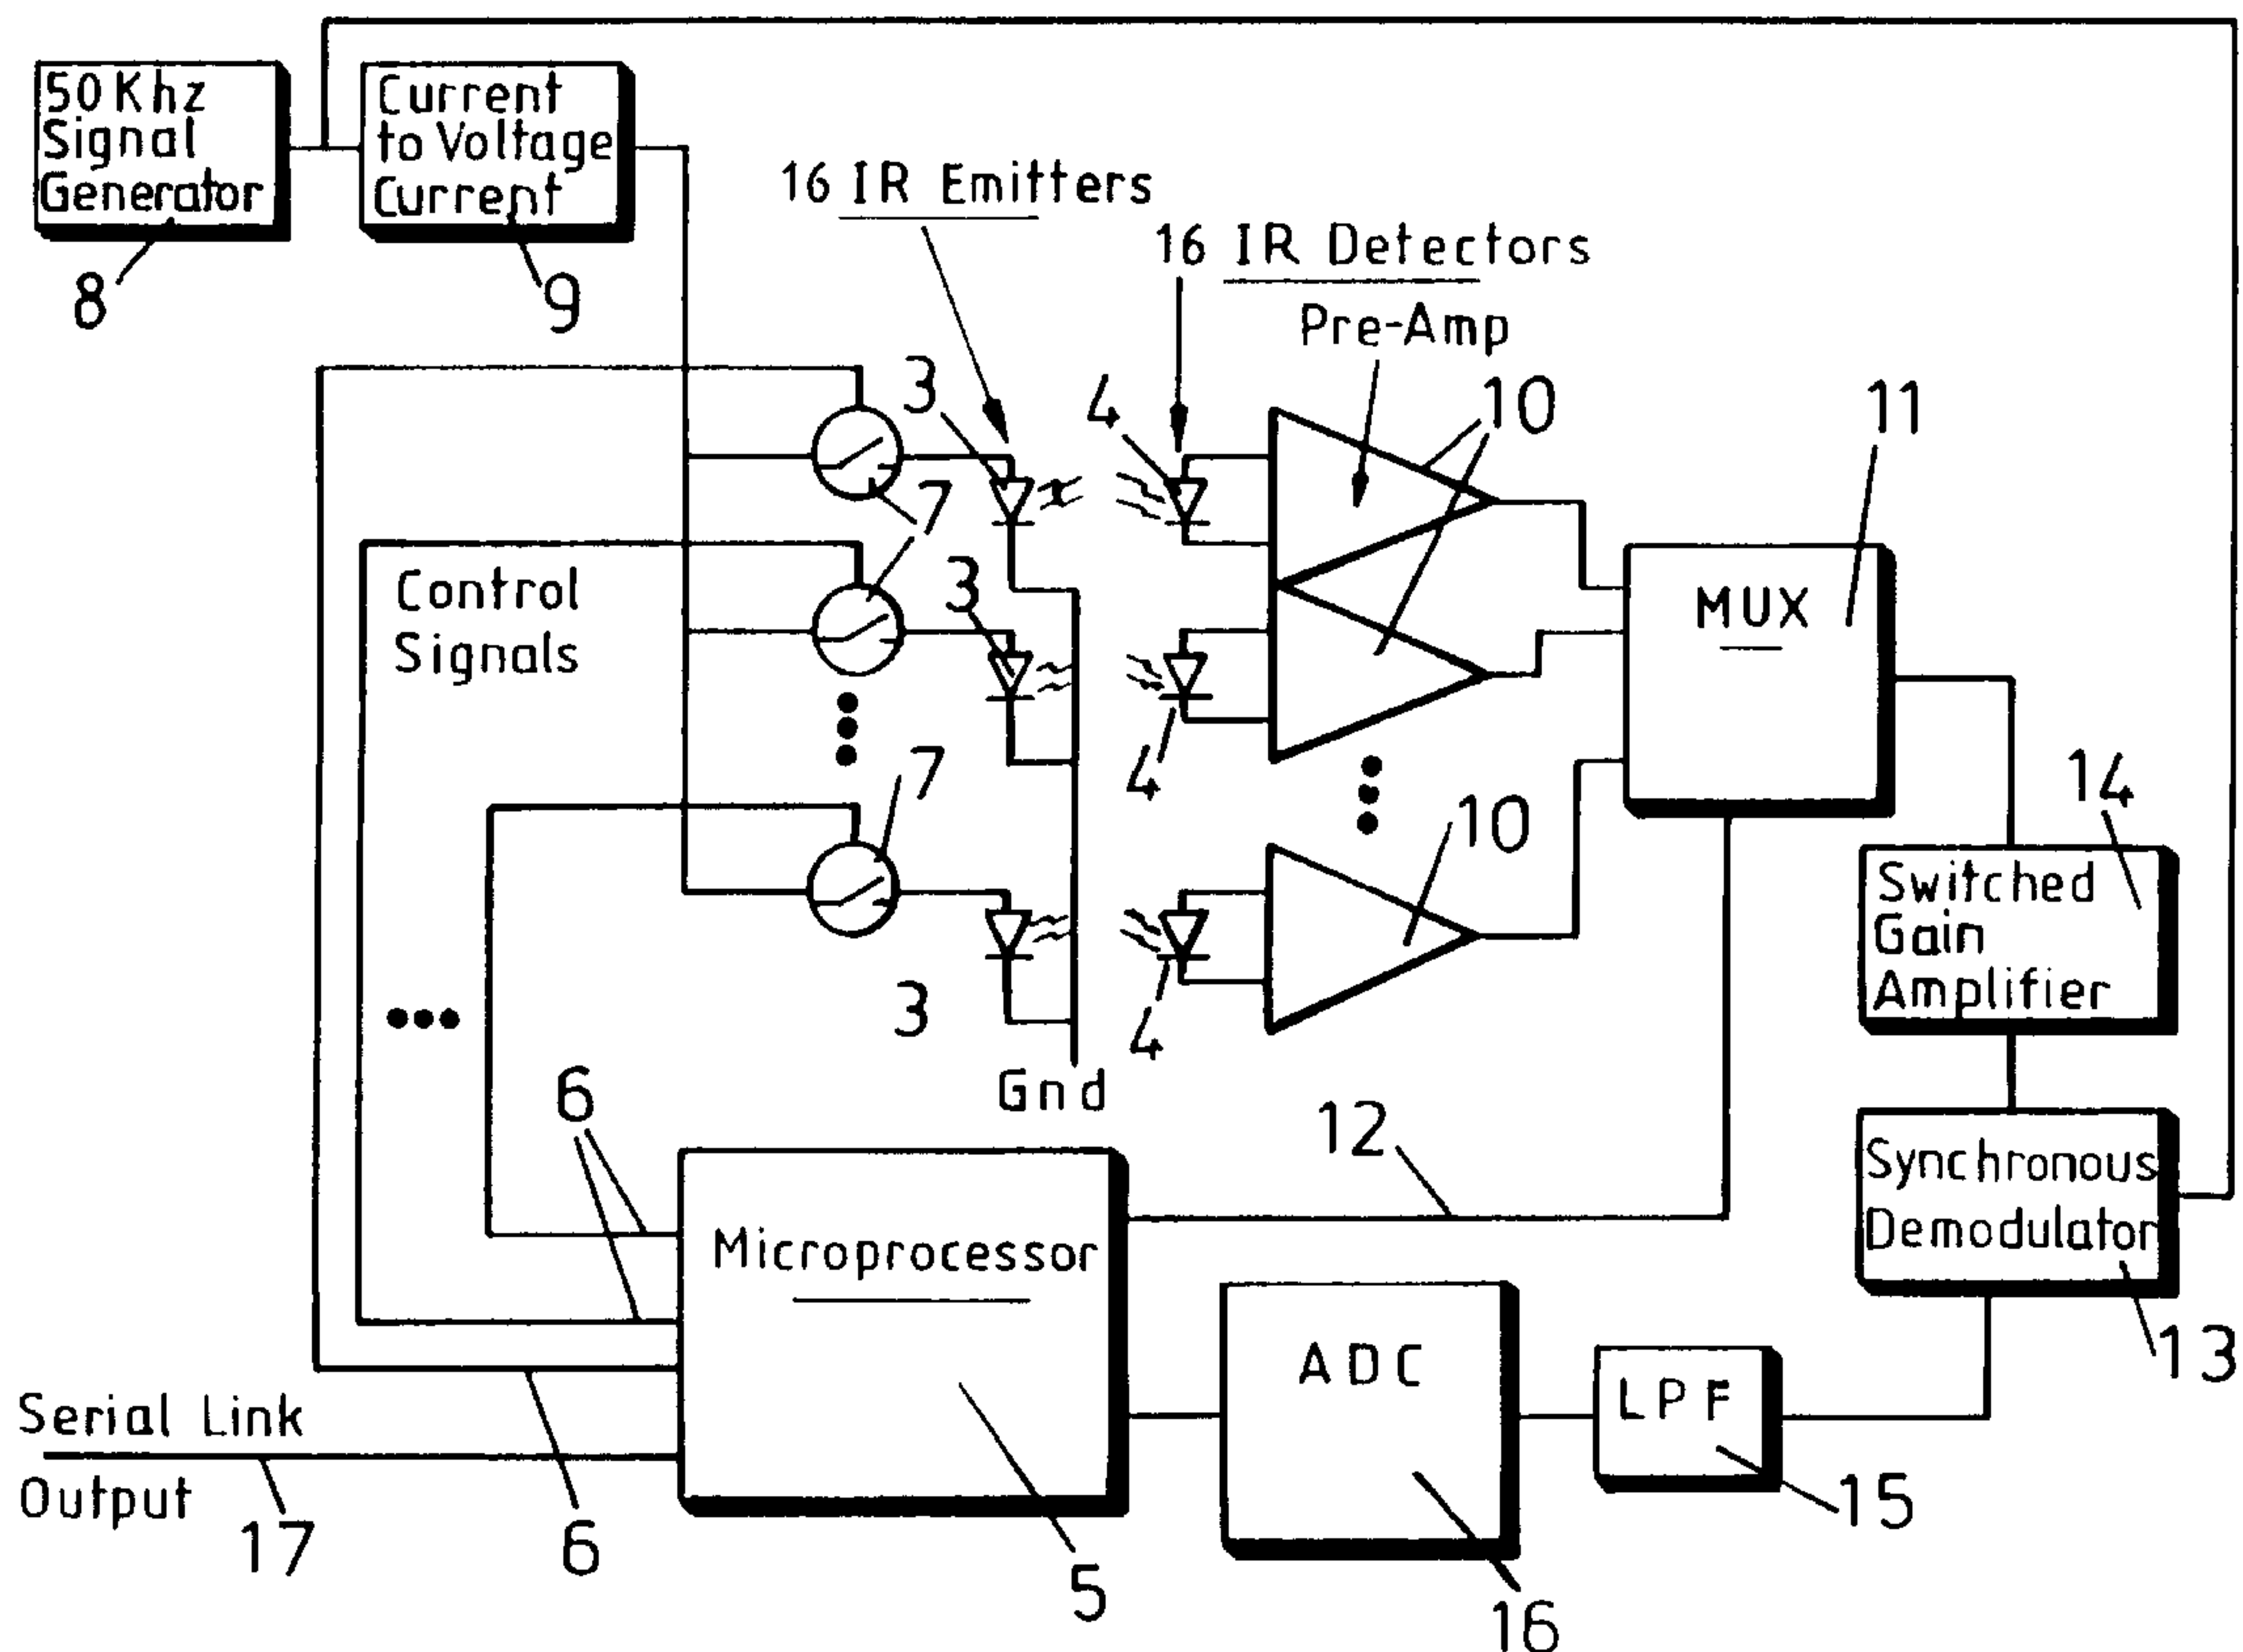 50Khz
Signal
Generator
8
Current
to Voltage
Current
9
16 IR Emitters
16 IR Detectors
Pre-Amp
3
4
10
11
7
Control
Signals
3
MUX
7
4
14
10
Switched
Gain
Amplifier
3
4
Gnd
6
12
Synchronous
Demodulator
Microprocessor
ADC
LPF
13
Serial Link
Output
17
6
5
16
15